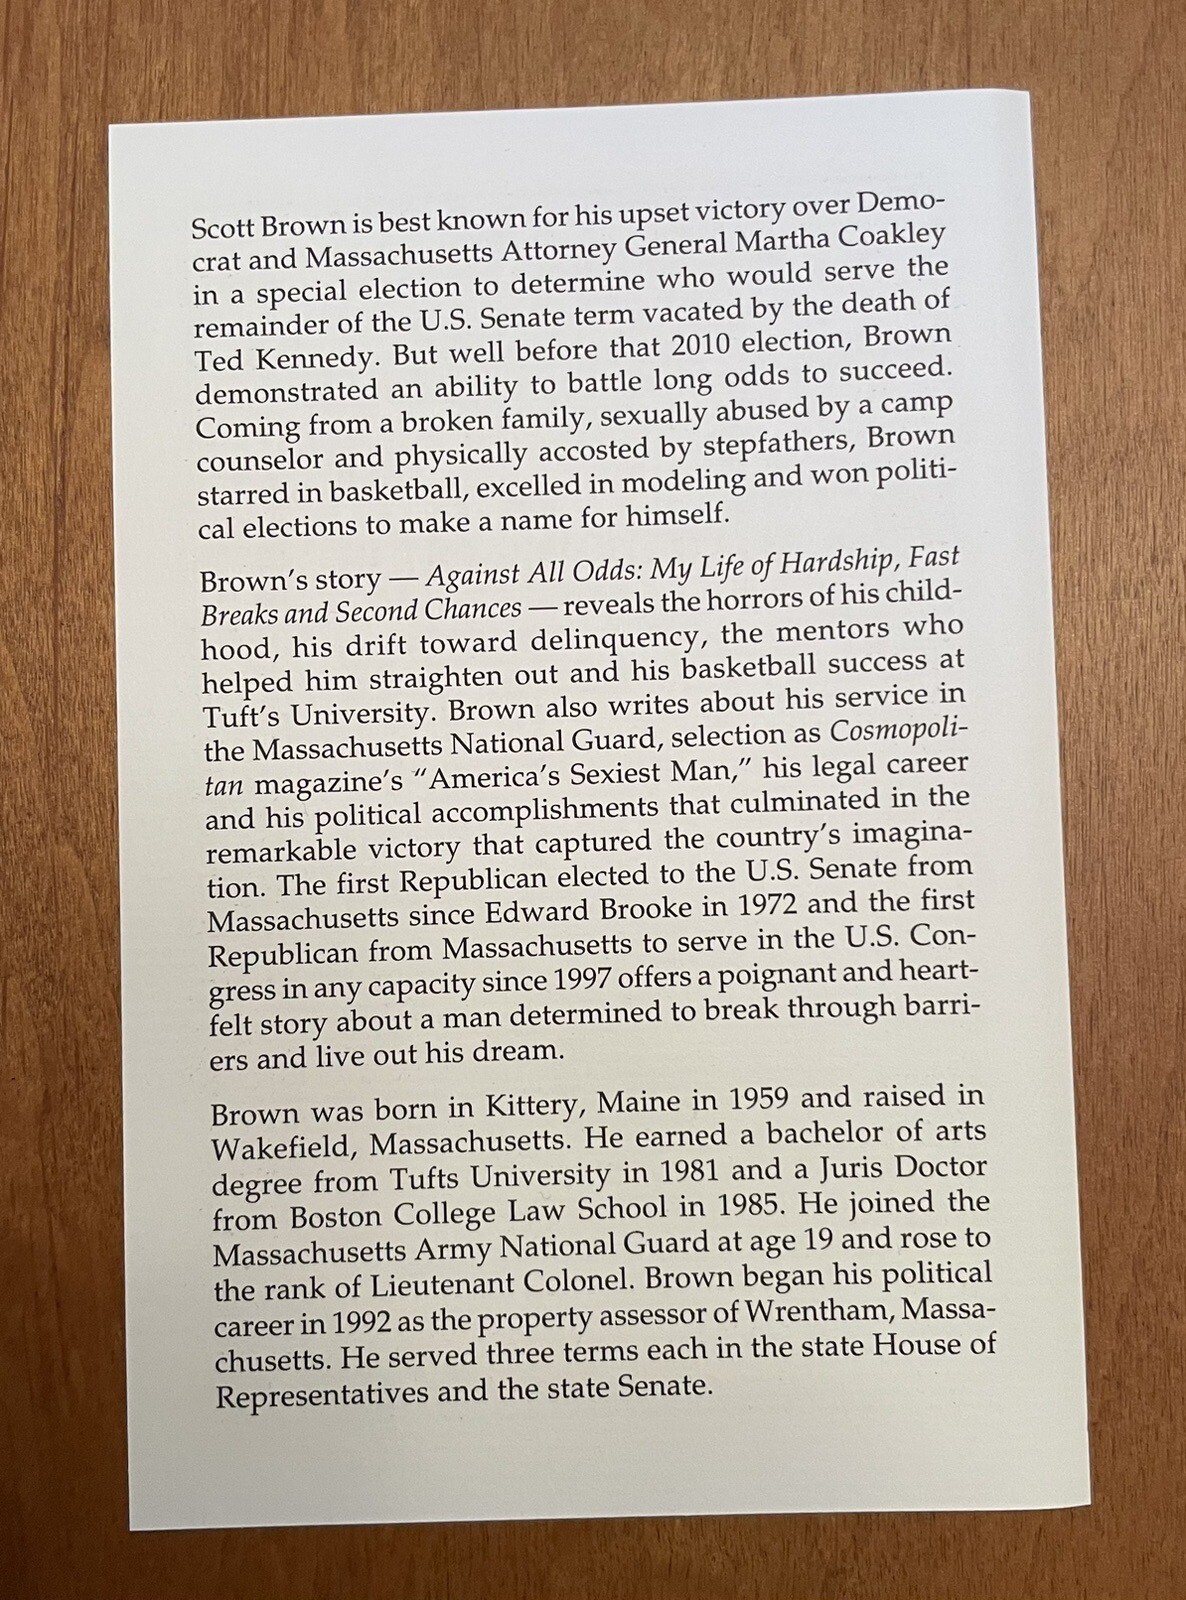 Scott Brown is best known for his upset victory over Demo-
crat and Massachusetts Attorney General Martha Coakley
in a special election to determine who would serve the
remainder of the U.S. Senate term vacated by the death of
Ted Kennedy. But well before that 2010 election, Brown
demonstrated an ability to battle long odds to succeed.
Coming from a broken family, sexually abused by a camp
counselor and physically accosted by stepfathers, Brown
starred in basketball, excelled in modeling and won politi-
cal elections to make a name for himself.
Brown's story — Against All Odds: My Life of Hardship, Fast
Breaks and Second Chances — reveals the horrors of his child-
hood, his drift toward delinquency, the mentors who
helped him straighten out and his basketball success at
Tuft's University. Brown also writes about his service in
the Massachusetts National Guard, selection as Cosmopoli-
tan magazine's "America's Sexiest Man," his legal career
and his political accomplishments that culminated in the
remarkable victory that captured the country's imagina-
tion. The first Republican elected to the U.S. Senate from
Massachusetts since Edward Brooke in 1972 and the first
Republican from Massachusetts to serve in the U.S. Con-
gress in any capacity since 1997 offers a poignant and heart-
felt story about a man determined to break through barri-
ers and live out his dream.
Brown was born in Kittery, Maine in 1959 and raised in
Wakefield, Massachusetts. He earned a bachelor of arts
degree from Tufts University in 1981 and a Juris Doctor
from Boston College Law School in 1985. He joined the
Massachusetts Army National Guard at age 19 and rose to
the rank of Lieutenant Colonel. Brown began his political
career in 1992 as the property assessor of Wrentham, Massa-
chusetts. He served three terms each in the state House of
Representatives and the state Senate.